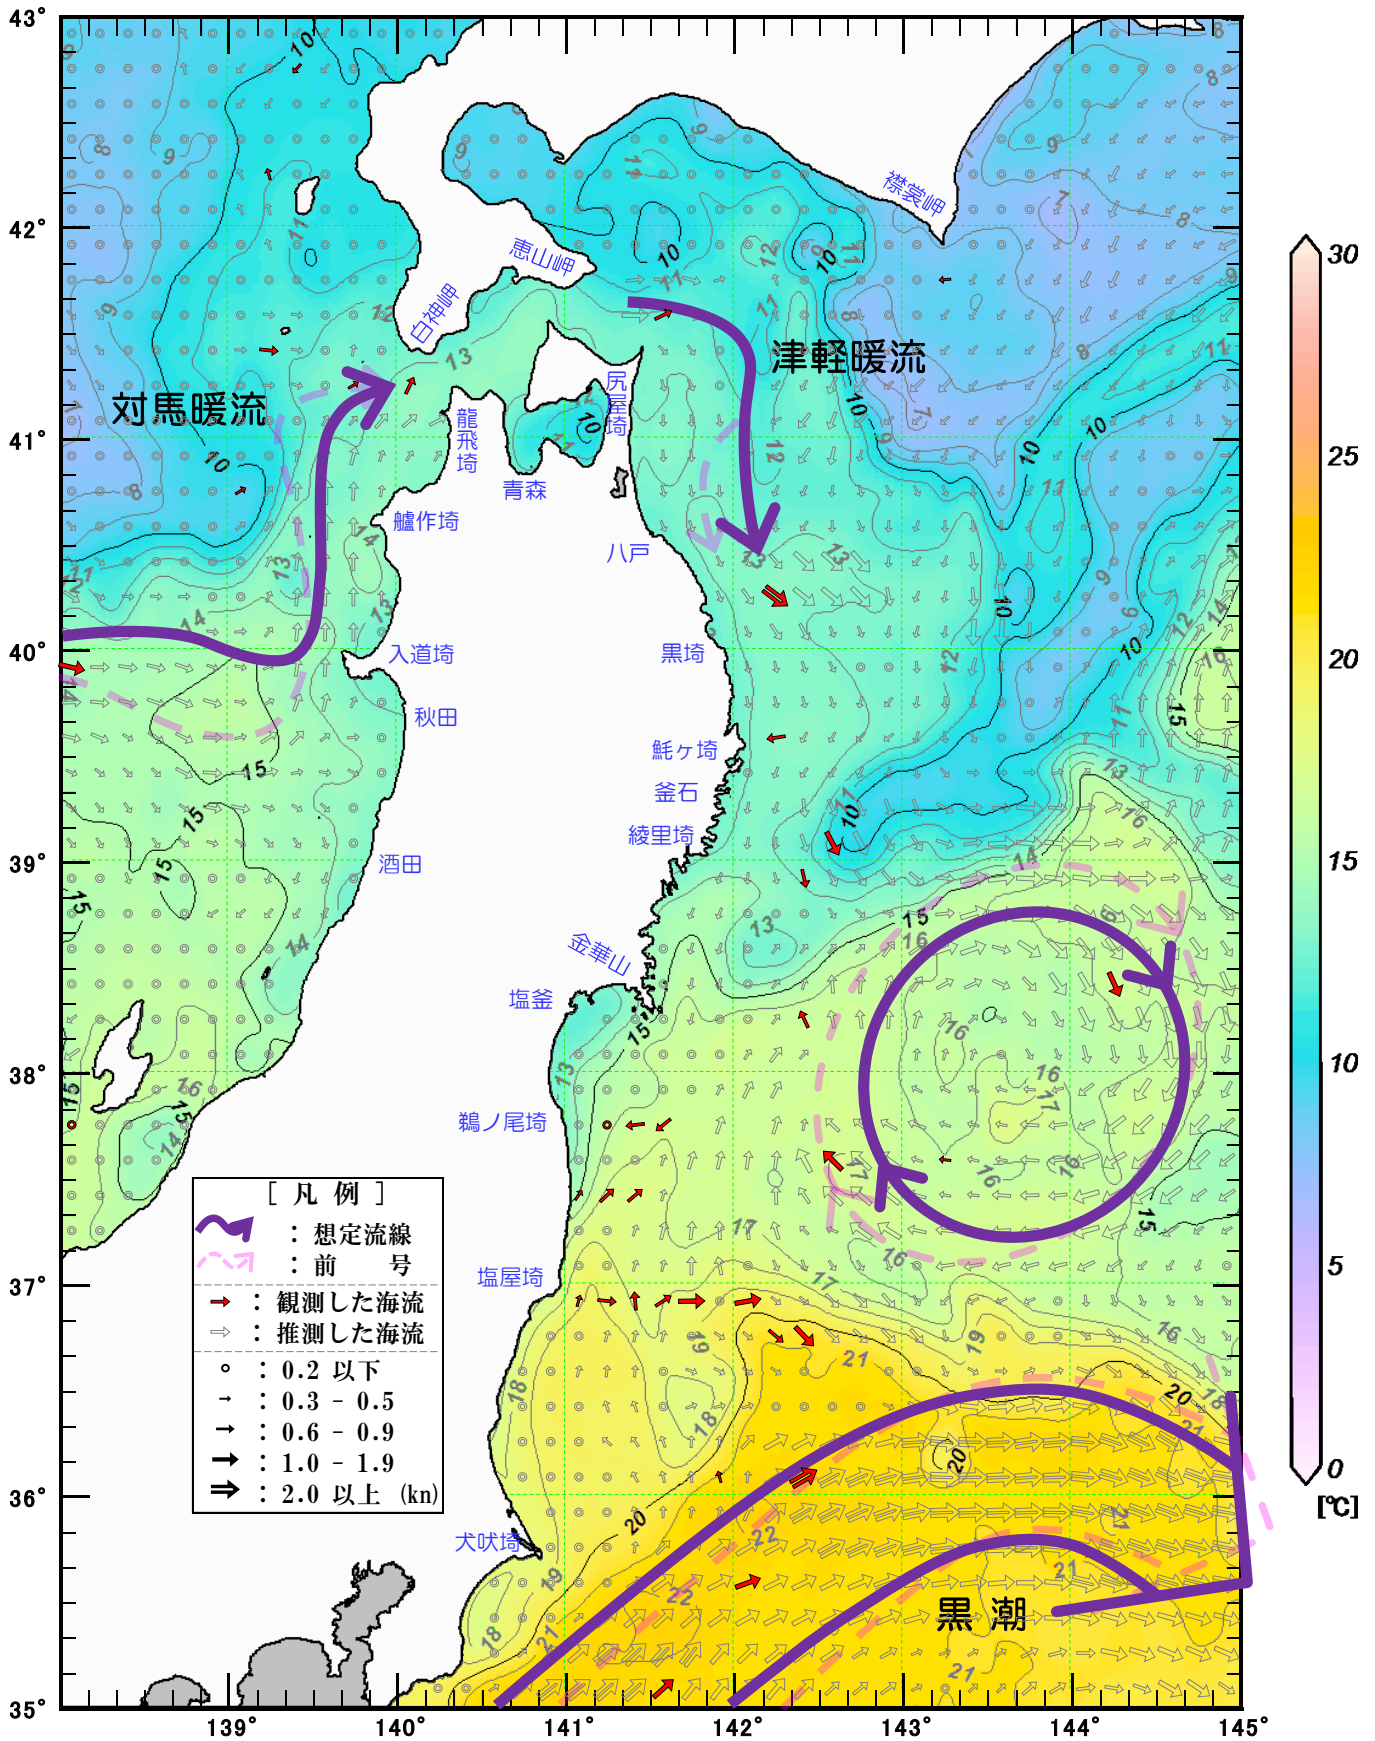 43°
42°
41°
40°
39°
38°
37°
36°
35°
139°
140°
141°
142°
143°
144°
145°
対馬暖流
津軽暖流
黒潮
襟裳岬
恵山岬
白神岬
尻屋埼
龍飛埼
青森
艫作埼
八戸
入道埼
黒埼
秋田
魹ヶ埼
釜石
綾里埼
酒田
金華山
塩釜
鵜ノ尾埼
塩屋埼
犬吠埼
[ 凡 例 ]
: 想定流線
: 前 号
: 観測した海流
: 推測した海流
: 0.2 以下
: 0.3 - 0.5
: 0.6 - 0.9
: 1.0 - 1.9
: 2.0 以上 (kn)
30
25
20
15
10
5
0
[℃]